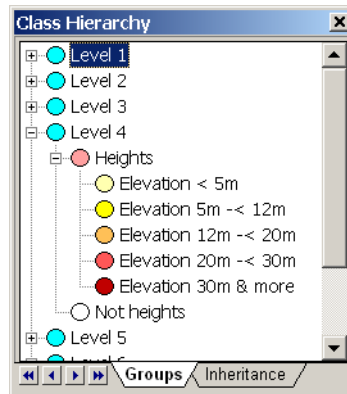 Class Hierarchy
Level 1
Level 2
Level 3
Level 4
Heights
Elevation < 5m
Elevation 5m -< 12m
Elevation 12m -< 20m
Elevation 20m -< 30m
Elevation 30m & more
Not heights
Level 5
Groups Inheritance